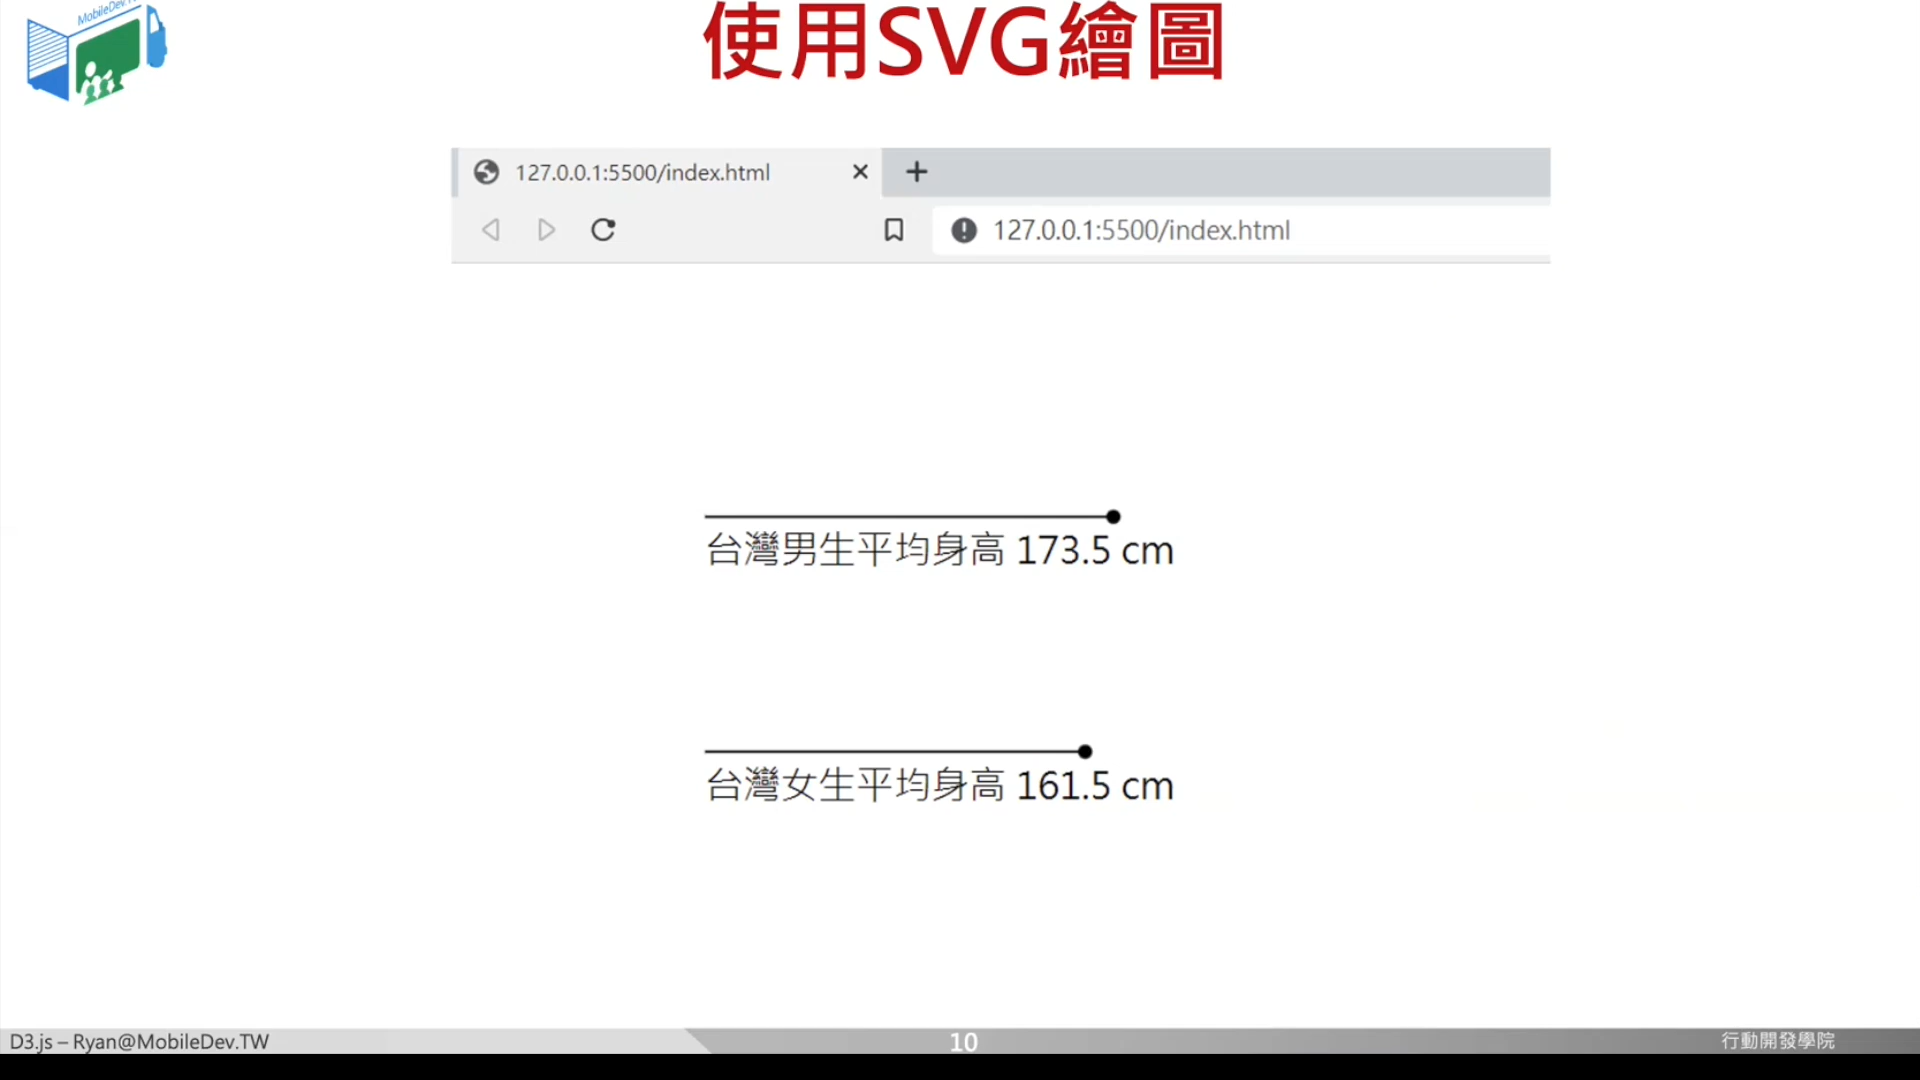 使用SVG繪圖
127.0.0.1:5500/index.html
127.0.0.1:5500/index.html
台灣男生平均身高 173.5 cm
台灣女生平均身高 161.5 cm
D3.js – Ryan@MobileDev.TW
10
行動開發學院